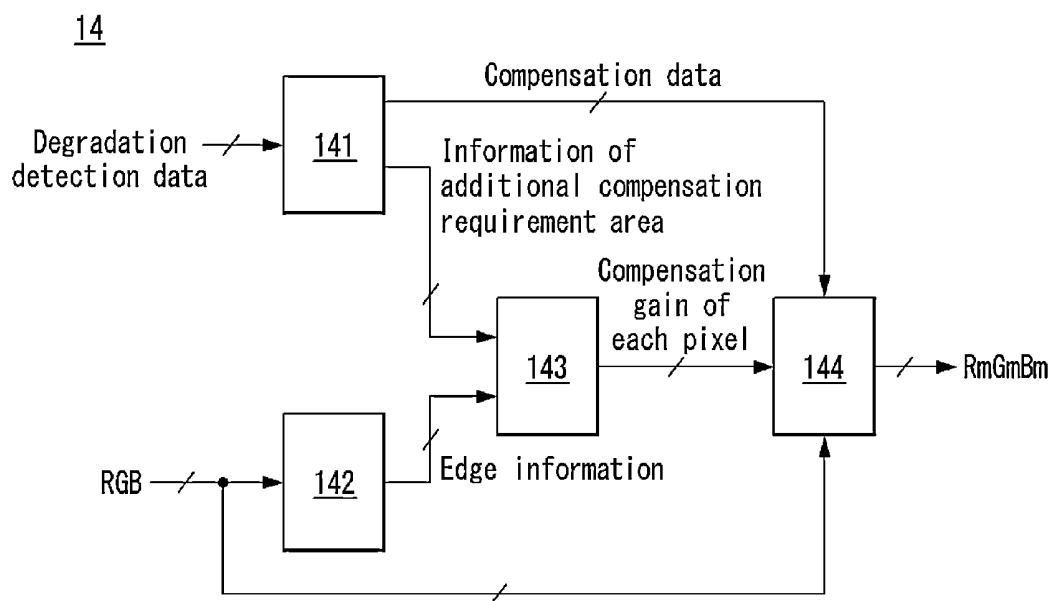 14
Compensation data
141
Degradation
detection data
Information of
additional compensation
requirement area
Compensation
gain of
each pixel
143
144
RmGmBm
RGB
142
Edge information